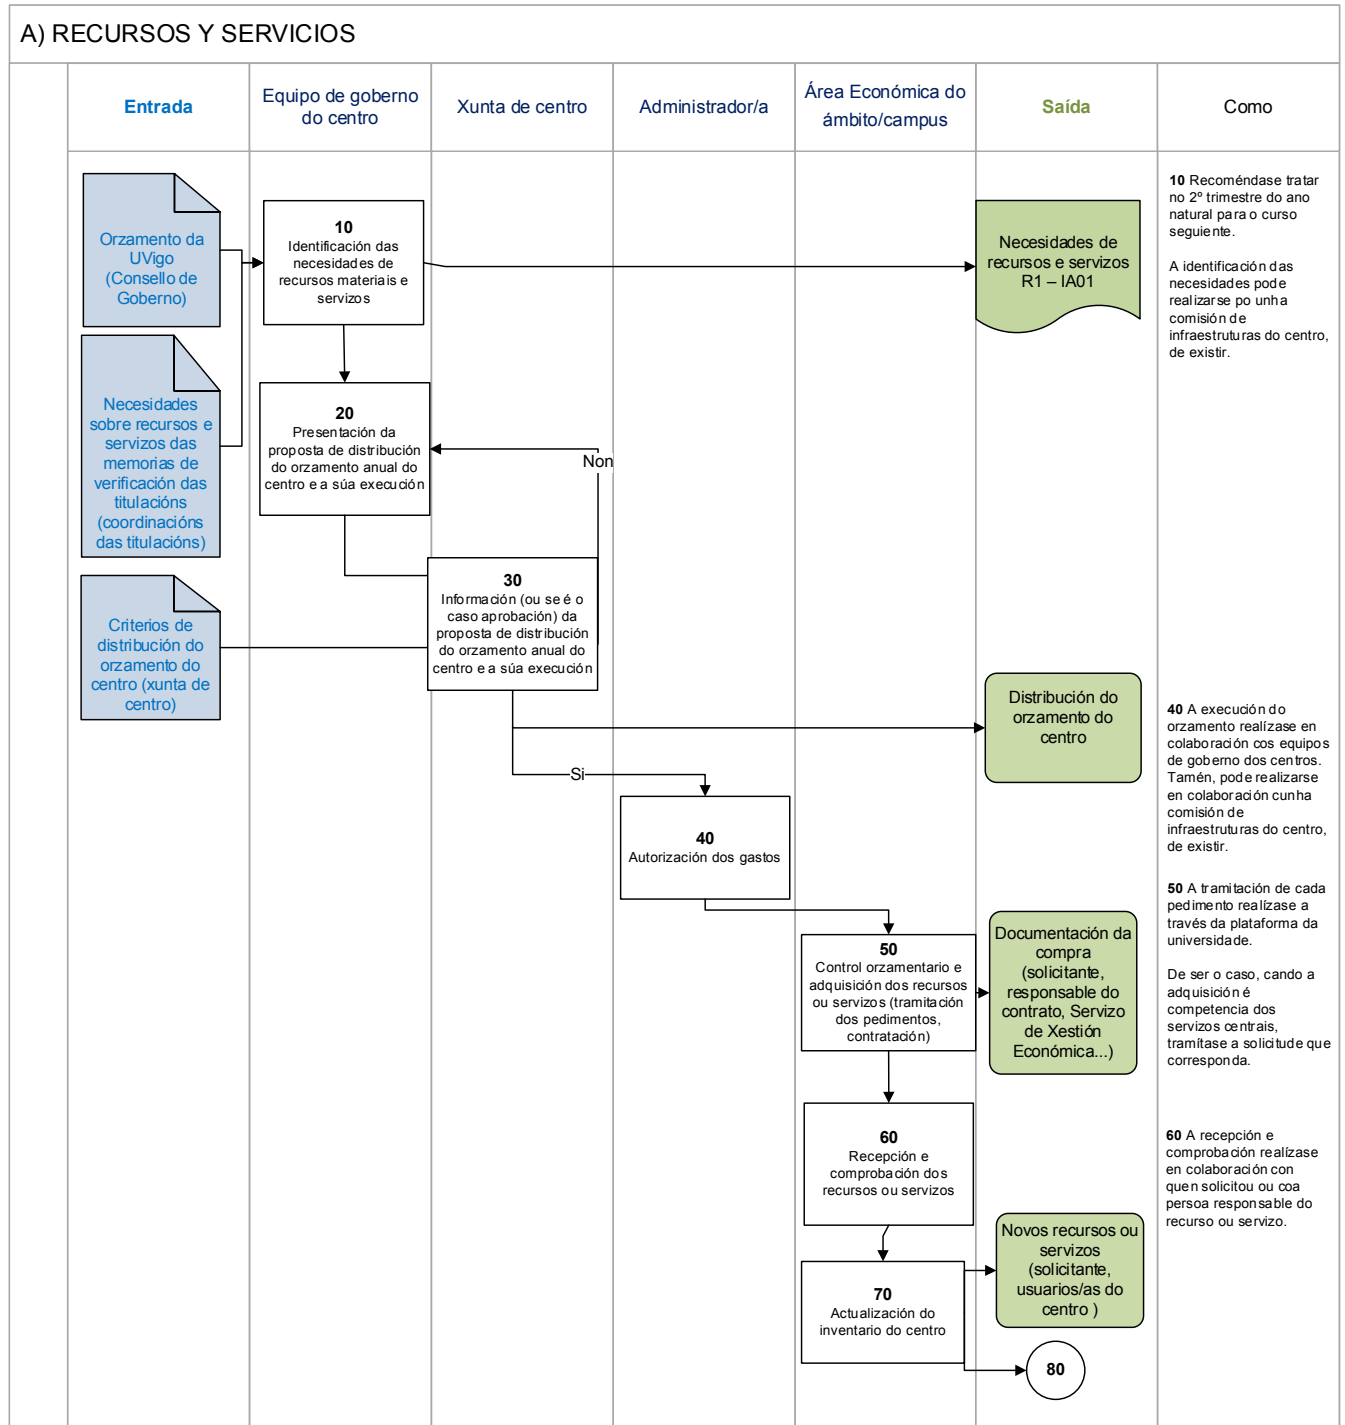 A) RECURSOS Y SERVICIOS
Entrada
Equipo de goberno
do centro
Xunta de centro
Administrador/a
Área Económica do
ámbito/campus
Saída
Como
Orzamento da
UVigo
(Consello de
Goberno)
10
Identificación das
necesidades de
recursos materiais e
servizos
Necesidades de
recursos e servizos
R1 – IA01
10 Recoméndase tratar
no 2º trimestre do ano
natural para o curso
seguiente.
A identificación das
necesidades pode
realizarse po unha
comisión de
infraestruturas do centro,
de existir.
Necesidades
sobre recursos e
servizos das
memorias de
verificación das
titulacións
(coordinacións
das titulacións)
20
Presentación da
proposta de distribución
do orzamento anual do
centro e a súa execución
Non
Criterios de
distribución do
orzamento do
centro (xunta de
centro)
30
Información (ou se é o
caso aprobación) da
proposta de distribución
do orzamento anual do
centro e a súa execución
Distribución do
orzamento do
centro
Si
40
Autorización dos gastos
40 A execución do
orzamento realízase en
colaboración cos equipos
de goberno dos centros.
Tamén, pode realizarse
en colaboración cunha
comisión de
infraestruturas do centro,
de existir.
50
Control orzamentario e
adquisición dos recursos
ou servizos (tramitación
dos pedimentos,
contratación)
Documentación da
compra
(solicitante,
responsable do
contrato, Servizo
de Xestión
Económica...)
50 A tramitación de cada
pedimento realízase a
través da plataforma da
universidade.
De ser o caso, cando a
adquisición é
competencia dos
servizos centrais,
tramítase a solicitude que
corresponda.
60
Recepción e
comprobación dos
recursos ou servizos
60 A recepción e
comprobación realízase
en colaboración con
quen solicitou ou coa
persoa responsable do
recurso ou servizo.
70
Actualización do
inventario do centro
Novos recursos ou
servizos
(solicitante,
usuarios/as do
centro )
80